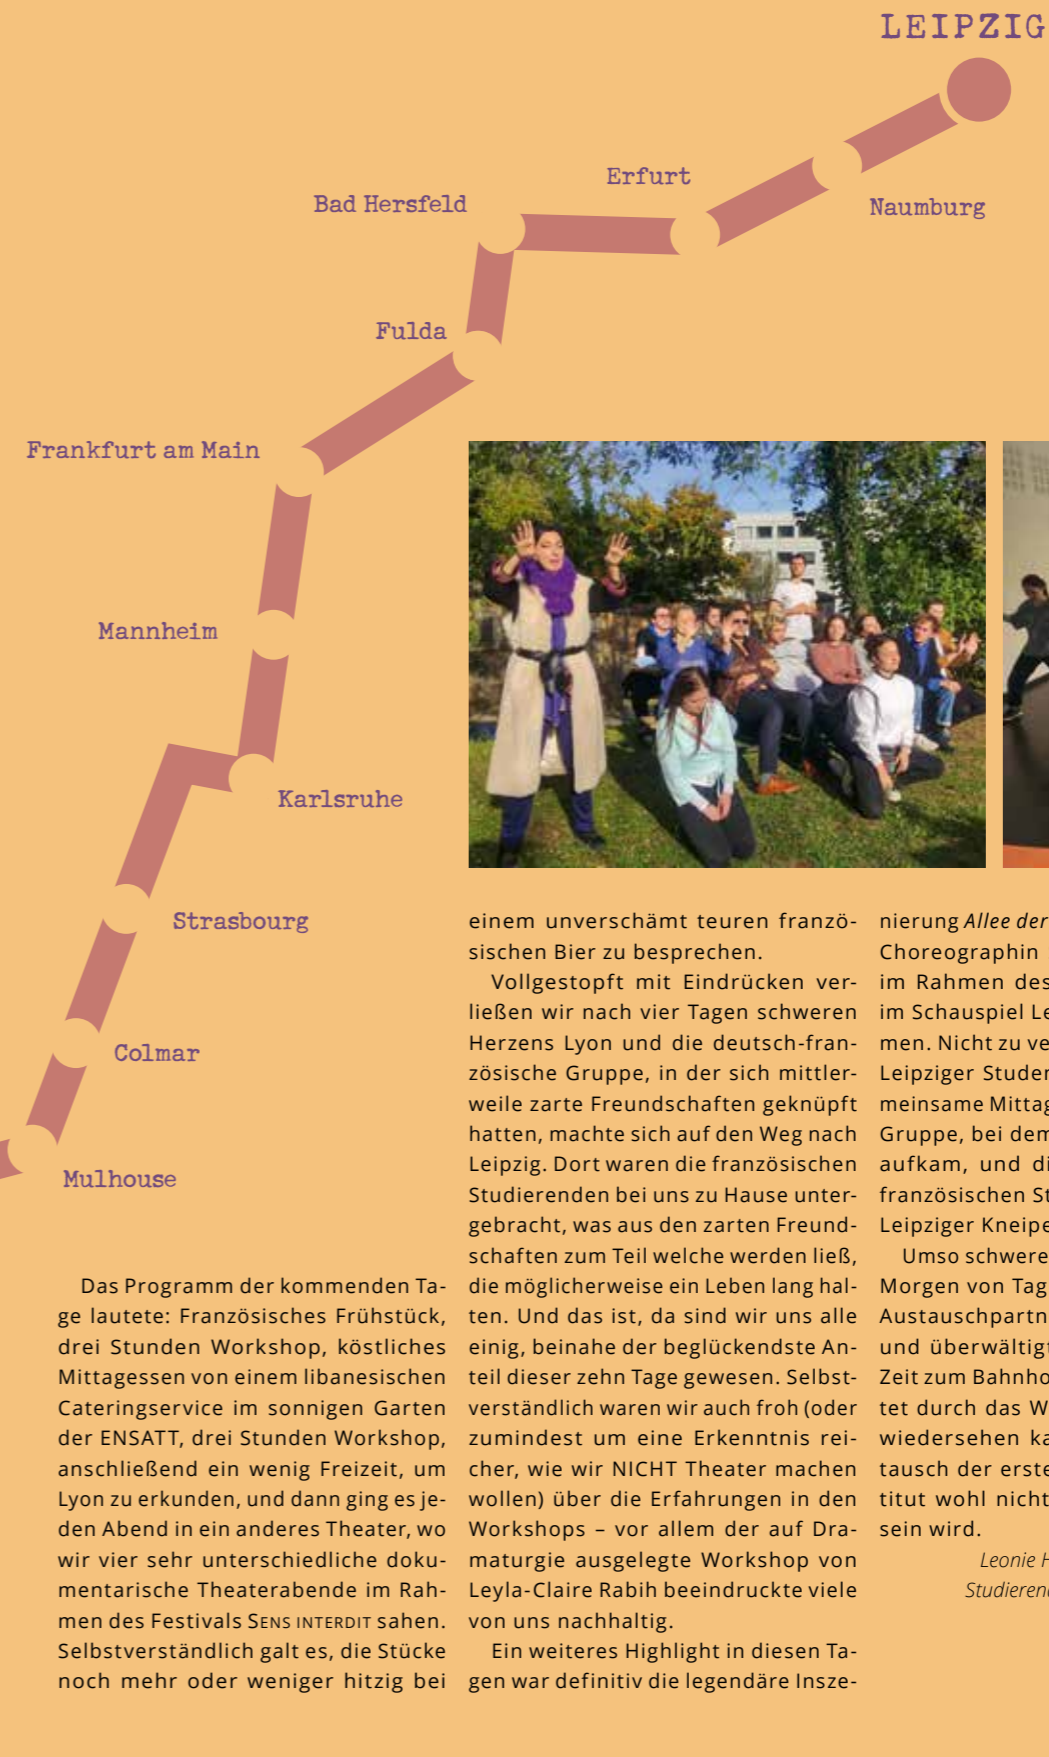 LEIPZIG
Erfurt
Bad Hersfeld
Naumburg
Fulda
Frankfurt am Main
Mannheim
Karlsruhe
Strasbourg
Colmar
Mulhouse
Das Programm der kommenden Ta-
ge lautete: Französisches Frühstück,
drei Stunden Workshop, köstliches
Mittagessen von einem libanesischen
Cateringservice im sonnigen Garten
der ENSATT, drei Stunden Workshop,
anschließend ein wenig Freizeit, um
Lyon zu erkunden, und dann ging es je-
den Abend in ein anderes Theater, wo
wir vier sehr unterschiedliche doku-
mentarische Theaterabende im Rah-
men des Festivals SENS INTERDIT sahen.
Selbstverständlich galt es, die Stücke
noch mehr oder weniger hitzig bei
einem unverschämt teuren franzö-
sischen Bier zu besprechen.
Vollgestopft mit Eindrücken ver-
ließen wir nach vier Tagen schweren
Herzens Lyon und die deutsch-fran-
zösische Gruppe, in der sich mittler-
weile zarte Freundschaften geknüpft
hatten, machte sich auf den Weg nach
Leipzig. Dort waren die französischen
Studierenden bei uns zu Hause unter-
gebracht, was aus den zarten Freund-
schaften zum Teil welche werden ließ,
die möglicherweise ein Leben lang hal-
ten. Und das ist, da sind wir uns alle
einig, beinahe der beglückendste An-
teil dieser zehn Tage gewesen. Selbst-
verständlich waren wir auch froh (oder
zumindest um eine Erkenntnis rei-
cher, wie wir NICHT Theater machen
wollen) über die Erfahrungen in den
Workshops – vor allem der auf Dra-
maturgie ausgelegte Workshop von
Leyla-Claire Rabih beeindruckte viele
von uns nachhaltig.
Ein weiteres Highlight in diesen Ta-
gen war definitiv die legendäre Insze-
nierung Allee der
Choreographin
im Rahmen des
im Schauspiel Le
men. Nicht zu ve
Leipziger Studer
meinsame Mittag
Gruppe, bei dem
aufkam, und di
französischen St
Leipziger Kneipe
Umso schwere
Morgen von Tag
Austauschpartn
und überwältigt
Zeit zum Bahnho
tet durch das W
wiedersehen ka
tausch der erste
titut wohl nicht
sein wird.
Leonie H
Studieren